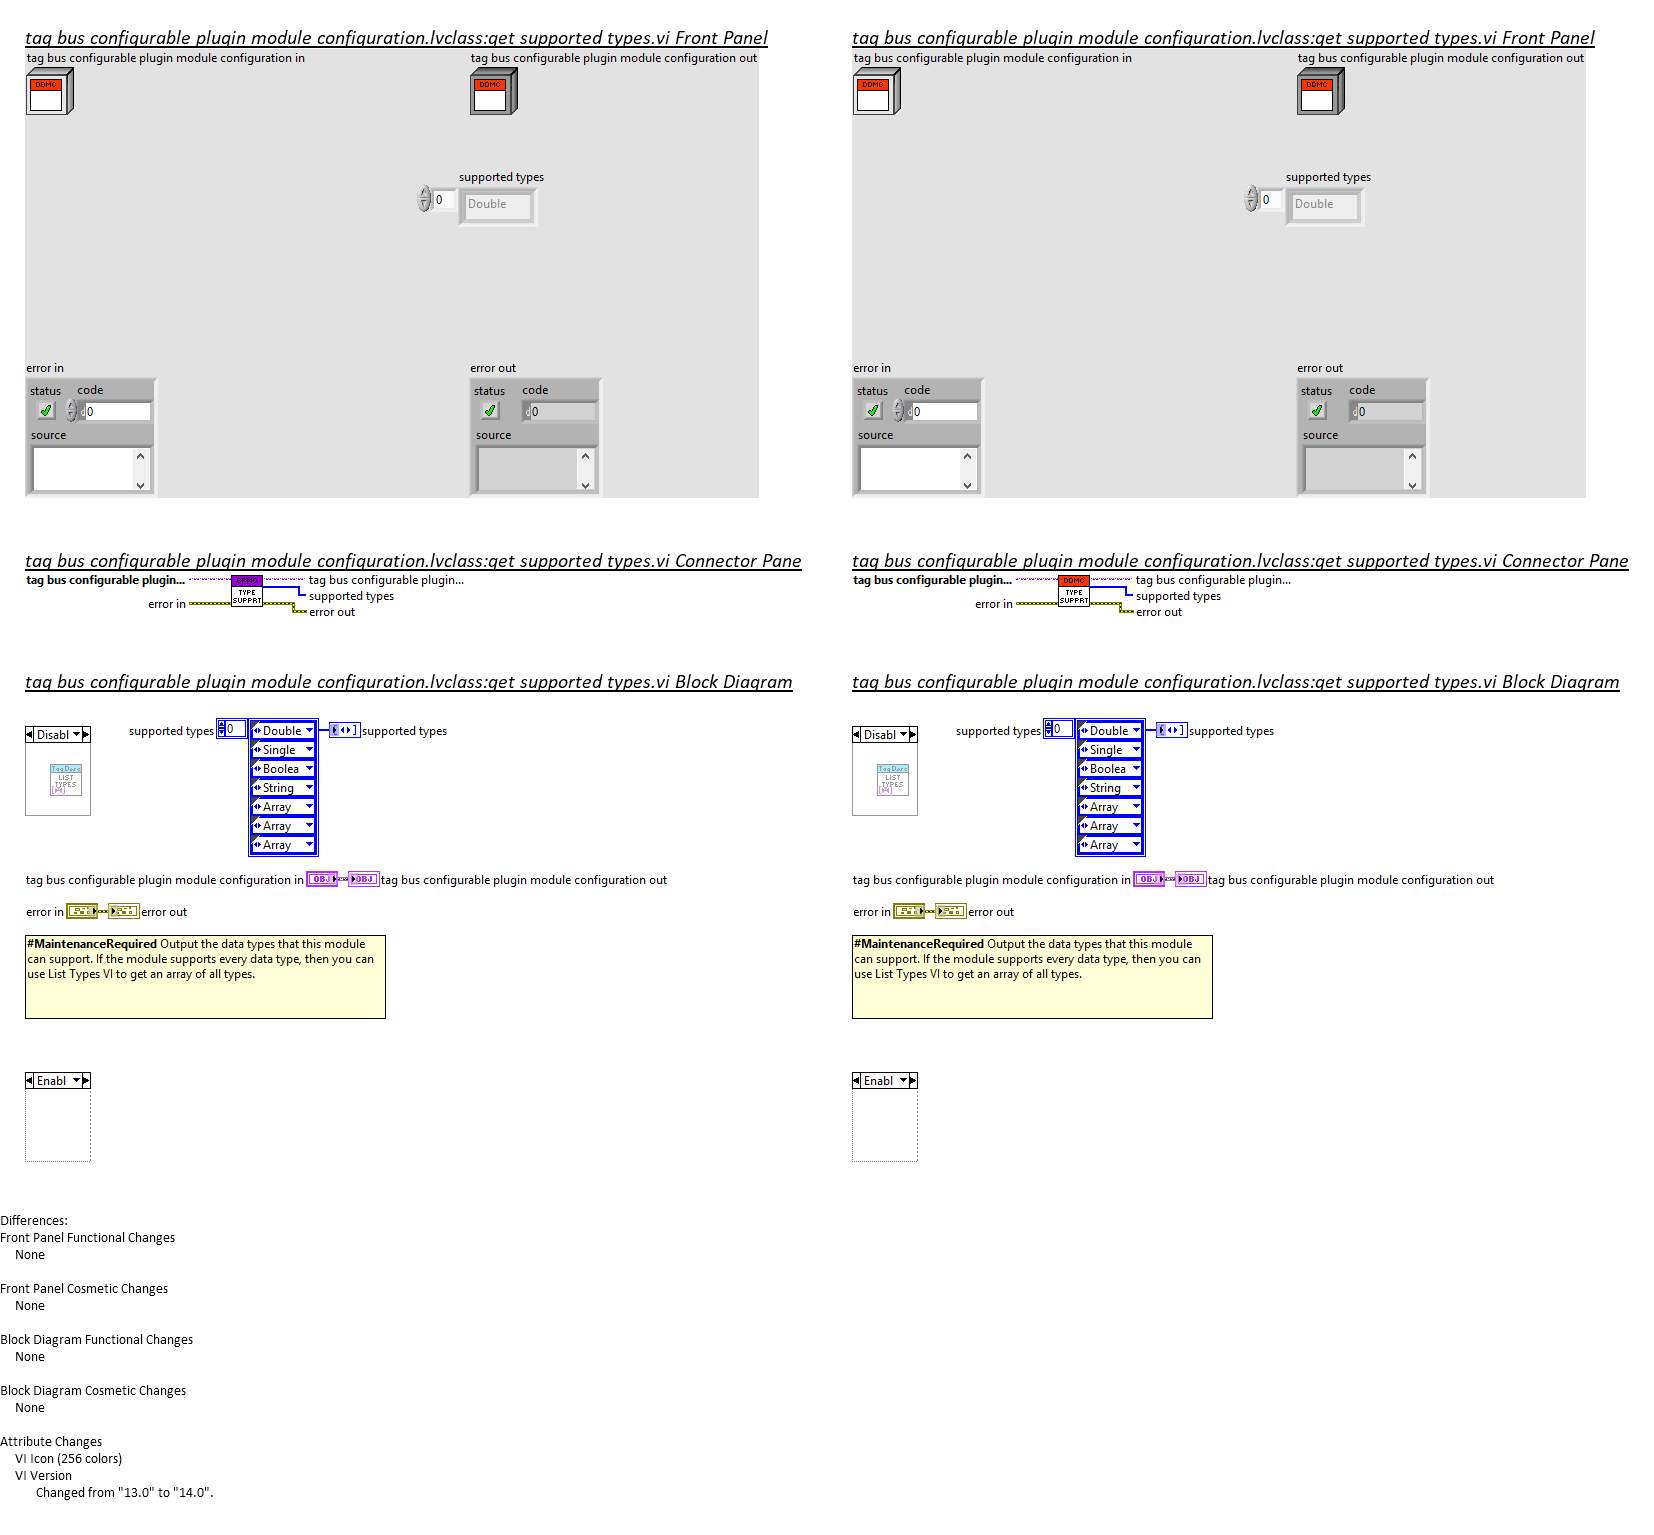 tag bus configurable plugin module configuration.lvclass:get supported types.vi Front Panel
tag bus configurable plugin module configuration in
tag bus configurable plugin module configuration out
DDMC
DDMC
supported types
0
Double
error in
error out
status code
status code
0
d0
source
source
tag bus configurable plugin module configuration.lvclass:get supported types.vi Connector Pane
tag bus configurable plugin...
CPMC
TYPE
SUPPRT
tag bus configurable plugin...
supported types
error in
error out
tag bus configurable plugin module configuration.lvclass:get supported types.vi Block Diagram
Disabl
TagDesc
LIST
TYPES
supported types
0
Double
Single
Boolea
String
Array
Array
Array
supported types
tag bus configurable plugin module configuration in
OBJ
OBJ
tag bus configurable plugin module configuration out
error in
error out
#MaintenanceRequired Output the data types that this module
can support. If the module supports every data type, then you can
use List Types VI to get an array of all types.
Enabl
tag bus configurable plugin module configuration.lvclass:get supported types.vi Front Panel
tag bus configurable plugin module configuration in
tag bus configurable plugin module configuration out
DDMC
DDMC
supported types
0
Double
error in
error out
status code
status code
d0
d0
source
source
tag bus configurable plugin module configuration.lvclass:get supported types.vi Connector Pane
tag bus configurable plugin...
DDMC
TYPE
SUPPRT
tag bus configurable plugin...
supported types
error in
error out
tag bus configurable plugin module configuration.lvclass:get supported types.vi Block Diagram
Disabl
TagDesc
LIST
TYPES
supported types
0
Double
Single
Boolea
String
Array
Array
Array
supported types
tag bus configurable plugin module configuration in
OBJ
OBJ
tag bus configurable plugin module configuration out
error in
error out
#MaintenanceRequired Output the data types that this module
can support. If the module supports every data type, then you can
use List Types VI to get an array of all types.
Enabl
Differences:
Front Panel Functional Changes
None
Front Panel Cosmetic Changes
None
Block Diagram Functional Changes
None
Block Diagram Cosmetic Changes
None
Attribute Changes
VI Icon (256 colors)
VI Version
Changed from "13.0" to "14.0".